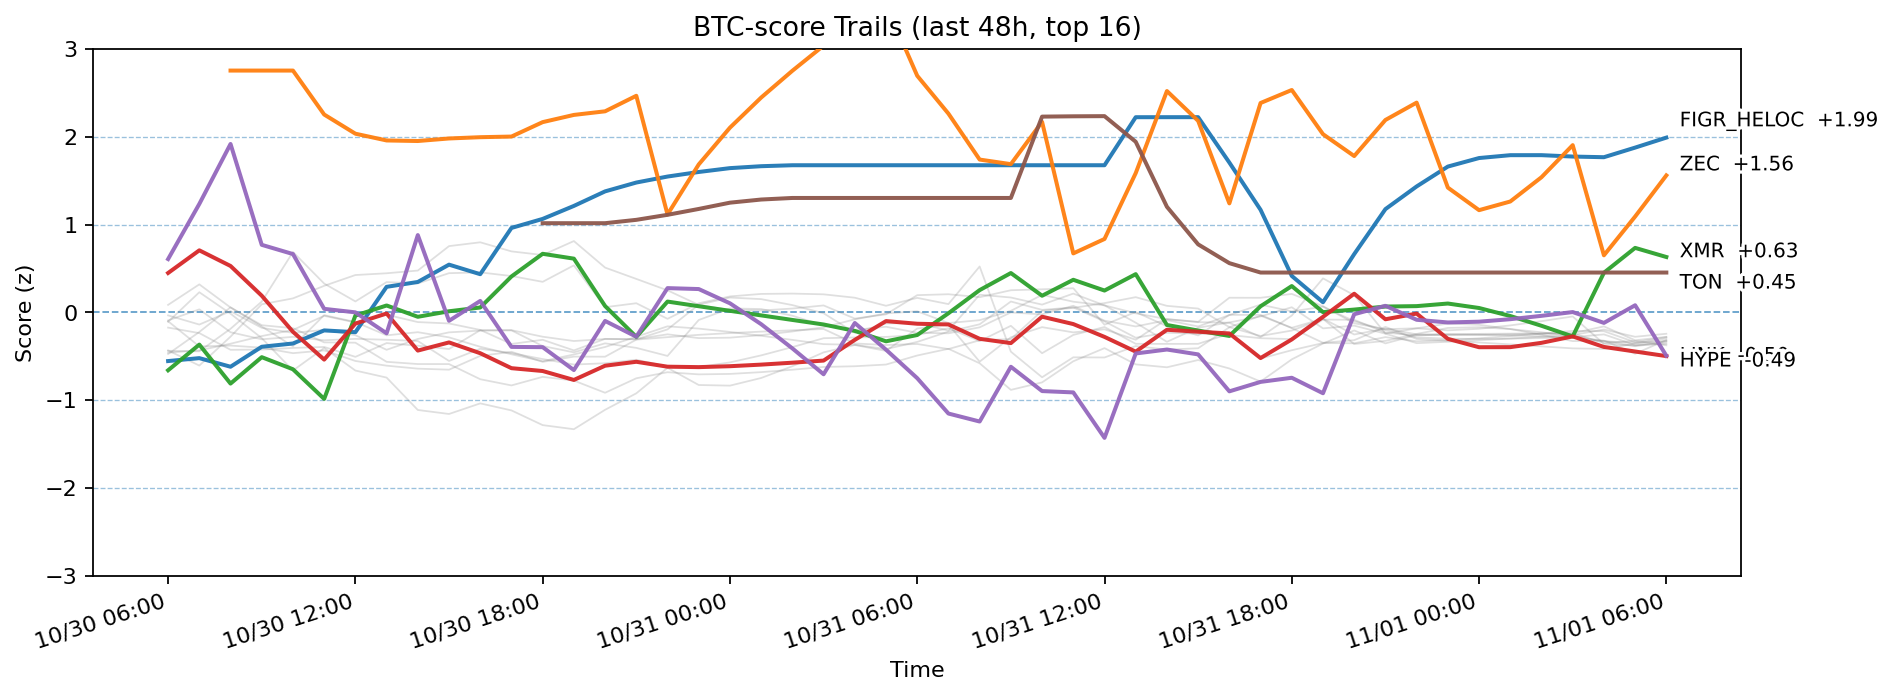 BTC-score Trails (last 48h, top 16)
Score (z)
3
2
1
0
−1
−2
−3
FIGR_HELOC +1.99
ZEC +1.56
XMR +0.63
TON +0.45
HYPE −0.49
10/30 06:00
10/30 12:00
10/30 18:00
10/31 00:00
10/31 06:00
10/31 12:00
10/31 18:00
11/01 00:00
11/01 06:00
Time